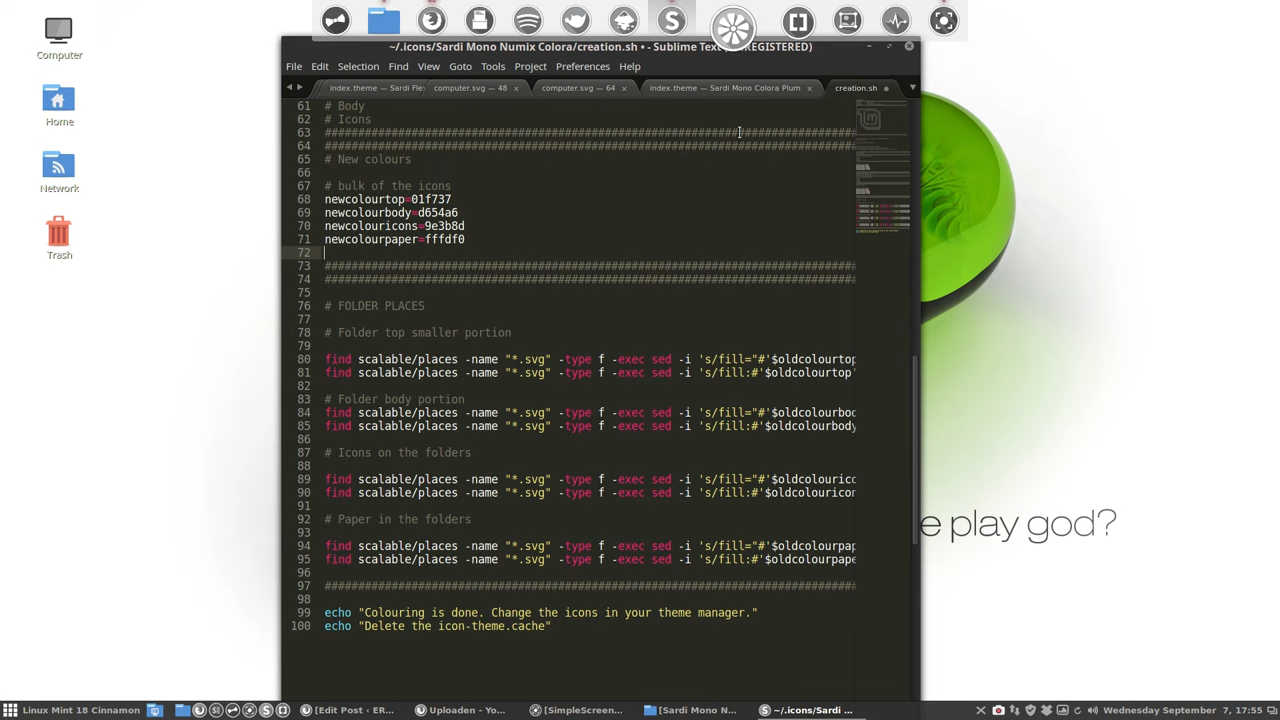 ~/.icons/Sardi Mono Numix Colora/creation.sh • - Sublime Text
File Edit Selection Find View Goto Tools Project Preferences Help
index.theme — Sardi Fle computer.svg — 48 computer.svg — 64 index.theme — Sardi Mono Colora Plum creation.sh
61 # Body
62 # Icons
63 ################################################################################
64 ################################################################################
65 # New colours
66
67 # bulk of the icons
68 newcolourtop=01f737
69 newcolourbody=d654a6
70 newcolouricon=9e3b8a
71 newcolourpaper=ffffff
72
73 ################################################################################
74 ################################################################################
75
76 # FOLDER PLACES
77
78 # Folder top smaller portion
79
80 find scalable/places -name "*.svg" -type f -exec sed -i 's/fill="#'$oldcolourtop
81 find scalable/places -name "*.svg" -type f -exec sed -i 's/fill:#'$oldcolourtop'
82
83 # Folder body portion
84 find scalable/places -name "*.svg" -type f -exec sed -i 's/fill="#'$oldcolourbod
85 find scalable/places -name "*.svg" -type f -exec sed -i 's/fill:#'$oldcolourbody
86
87 # Icons on the folders
88
89 find scalable/places -name "*.svg" -type f -exec sed -i 's/fill="#'$oldcolourico
90 find scalable/places -name "*.svg" -type f -exec sed -i 's/fill:#'$oldcolouricon
91
92 # Paper in the folders
93
94 find scalable/places -name "*.svg" -type f -exec sed -i 's/fill="#'$oldcolourpap
95 find scalable/places -name "*.svg" -type f -exec sed -i 's/fill:#'$oldcolourpape
96
97 ################################################################################
98
99 echo "Colouring is done. Change the icons in your theme manager."
100 echo "Delete the icon-theme.cache"
Computer
Home
Network
Trash
e play god?
Linux Mint 18 Cinnamon [Edit Post ‹ ER... Uploaden - Yo... [SimpleScreen... [Sardi Mono N... ~/.icons/Sardi ... Wednesday September 7, 17:55